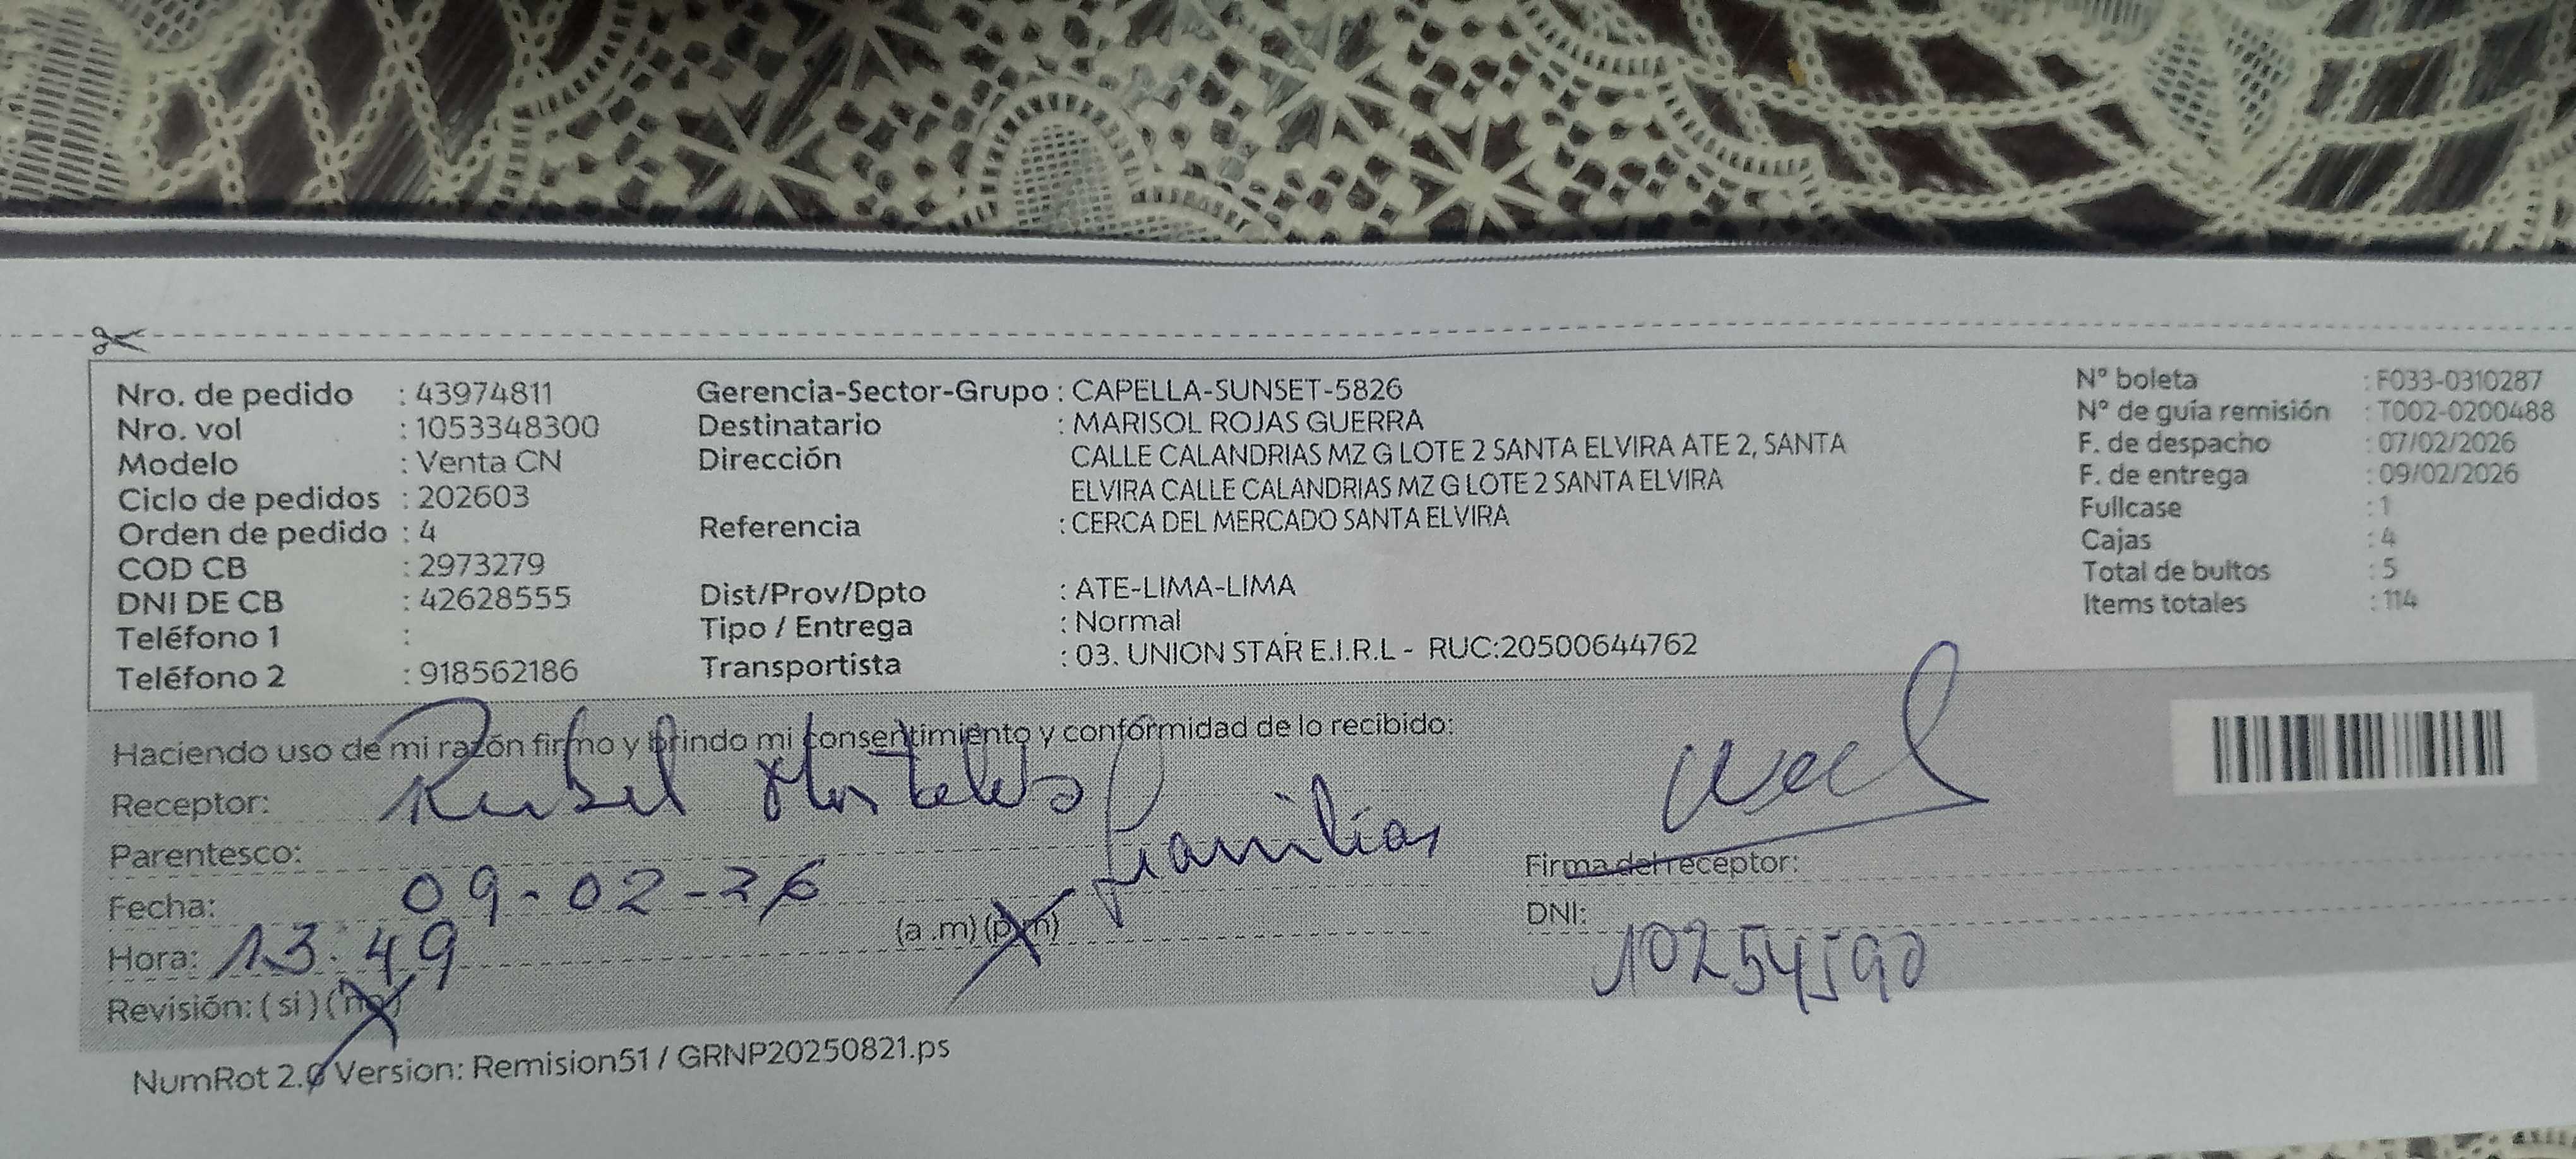 Nro. de pedido : 43974811
Nro. vol : 1053348300
Modelo : Venta CN
Ciclo de pedidos : 202603
Orden de pedido : 4
COD CB : 2973279
DNI DE CB : 42628555
Teléfono 1 :
Teléfono 2 : 918562186
Gerencia-Sector-Grupo : CAPELLA-SUNSET-5826
Destinatario : MARISOL ROJAS GUERRA
Dirección CALLE CALANDRIAS MZ G LOTE 2 SANTA ELVIRA ATE 2, SANTA
ELVIRA CALLE CALANDRIAS MZ G LOTE 2 SANTA ELVIRA
Referencia : CERCA DEL MERCADO SANTA ELVIRA
Dist/Prov/Dpto : ATE-LIMA-LIMA
Tipo / Entrega : Normal
Transportista : 03. UNION STAR E.I.R.L - RUC:20500644762
N° boleta : F033-0310287
N° de guía remisión : T002-0200488
F. de despacho : 07/02/2026
F. de entrega : 09/02/2026
Fullcase : 1
Cajas : 4
Total de bultos : 5
Items totales : 114
Haciendo uso de mi razón firmo y brindo mi consentimiento y conformidad de lo recibido:
Receptor:
Parentesco: familiar
Fecha: 09-02-26
Hora: 13:49 (a .m) (p.m)
Revisión: ( si ) ( no )
Firma del receptor:
DNI: 10254590
NumRot 2.0 Version: Remision51 / GRNP20250821.ps